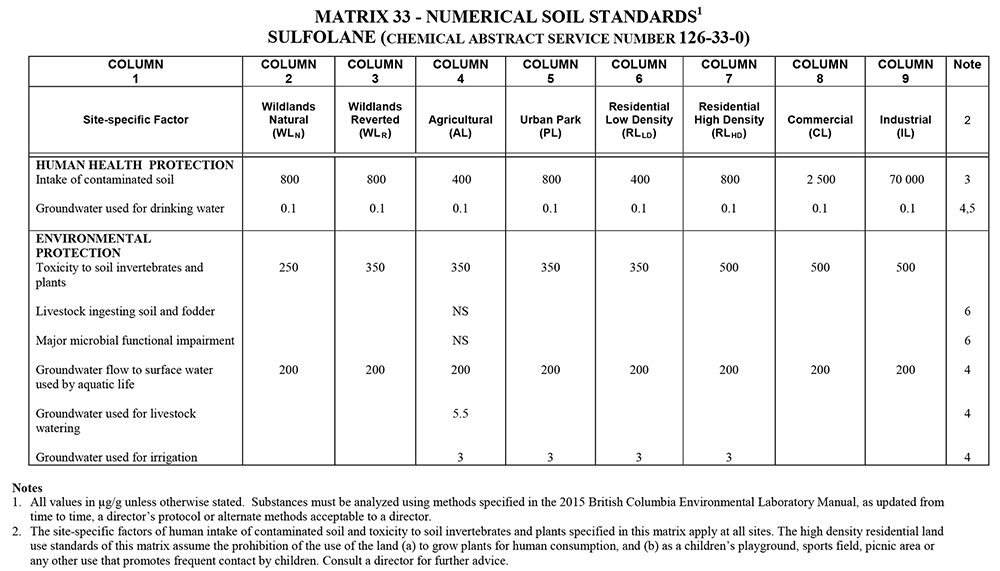 MATRIX 33 - NUMERICAL SOIL STANDARDS1
SULFOLANE (CHEMICAL ABSTRACT SERVICE NUMBER 126-33-0)
COLUMN 1 COLUMN 2 COLUMN 3 COLUMN 4 COLUMN 5 COLUMN 6 COLUMN 7 COLUMN 8 COLUMN 9 Note
Site-specific Factor Wildlands Natural (WLN) Wildlands Reverted (WLR) Agricultural (AL) Urban Park (PL) Residential Low Density (RLLD) Residential High Density (RLHD) Commercial (CL) Industrial (IL) 2
HUMAN HEALTH PROTECTION
Intake of contaminated soil 800 800 400 800 400 800 2 500 70 000 3
Groundwater used for drinking water 0.1 0.1 0.1 0.1 0.1 0.1 0.1 0.1 4,5
ENVIRONMENTAL
PROTECTION
Toxicity to soil invertebrates and 250 350 350 350 350 500 500 500
plants
Livestock ingesting soil and fodder NS 6
Major microbial functional impairment NS 6
Groundwater flow to surface water 200 200 200 200 200 200 200 200 4
used by aquatic life
Groundwater used for livestock 5.5 4
watering
Groundwater used for irrigation 3 3 3 3 4
Notes
1. All values in µg/g unless otherwise stated. Substances must be analyzed using methods specified in the 2015 British Columbia Environmental Laboratory Manual, as updated from
time to time, a director's protocol or alternate methods acceptable to a director.
2. The site-specific factors of human intake of contaminated soil and toxicity to soil invertebrates and plants specified in this matrix apply at all sites. The high density residential land
use standards of this matrix assume the prohibition of the use of the land (a) to grow plants for human consumption, and (b) as a children's playground, sports field, picnic area or
any other use that promotes frequent contact by children. Consult a director for further advice.